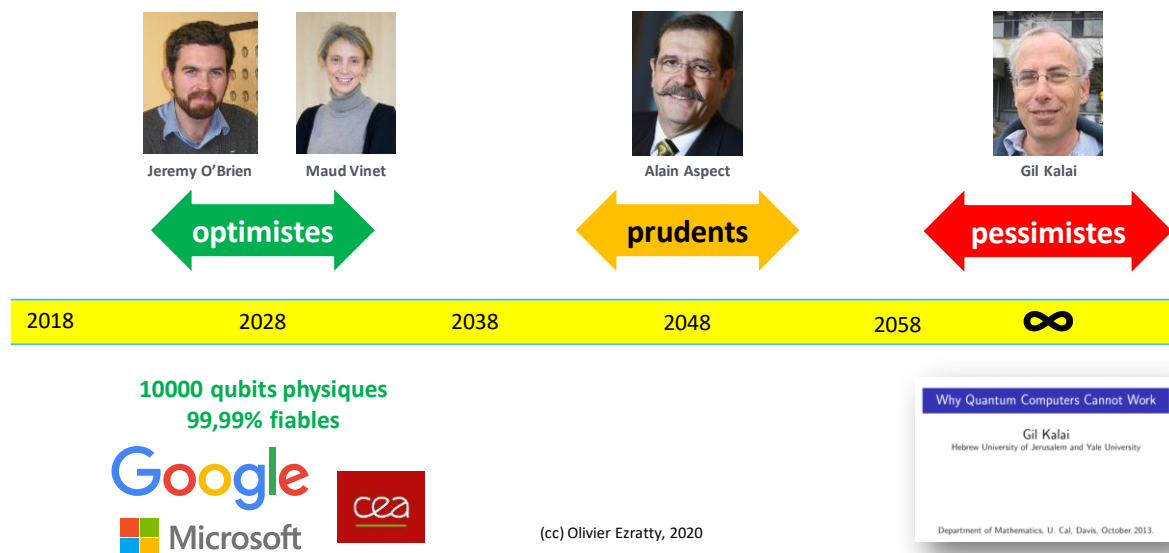 Jeremy O'Brien
Maud Vinet
Alain Aspect
Gil Kalai
optimistes
prudents
pessimistes
2018
2028
2038
2048
2058
∞
10000 qubits physiques
99,99% fiables
Google
Microsoft
cea
(cc) Olivier Ezratty, 2020
Why Quantum Computers Cannot Work
Gil Kalai
Hebrew University of Jerusalem and Yale University
Department of Mathematics, U. Cal, Davis, October 2013.